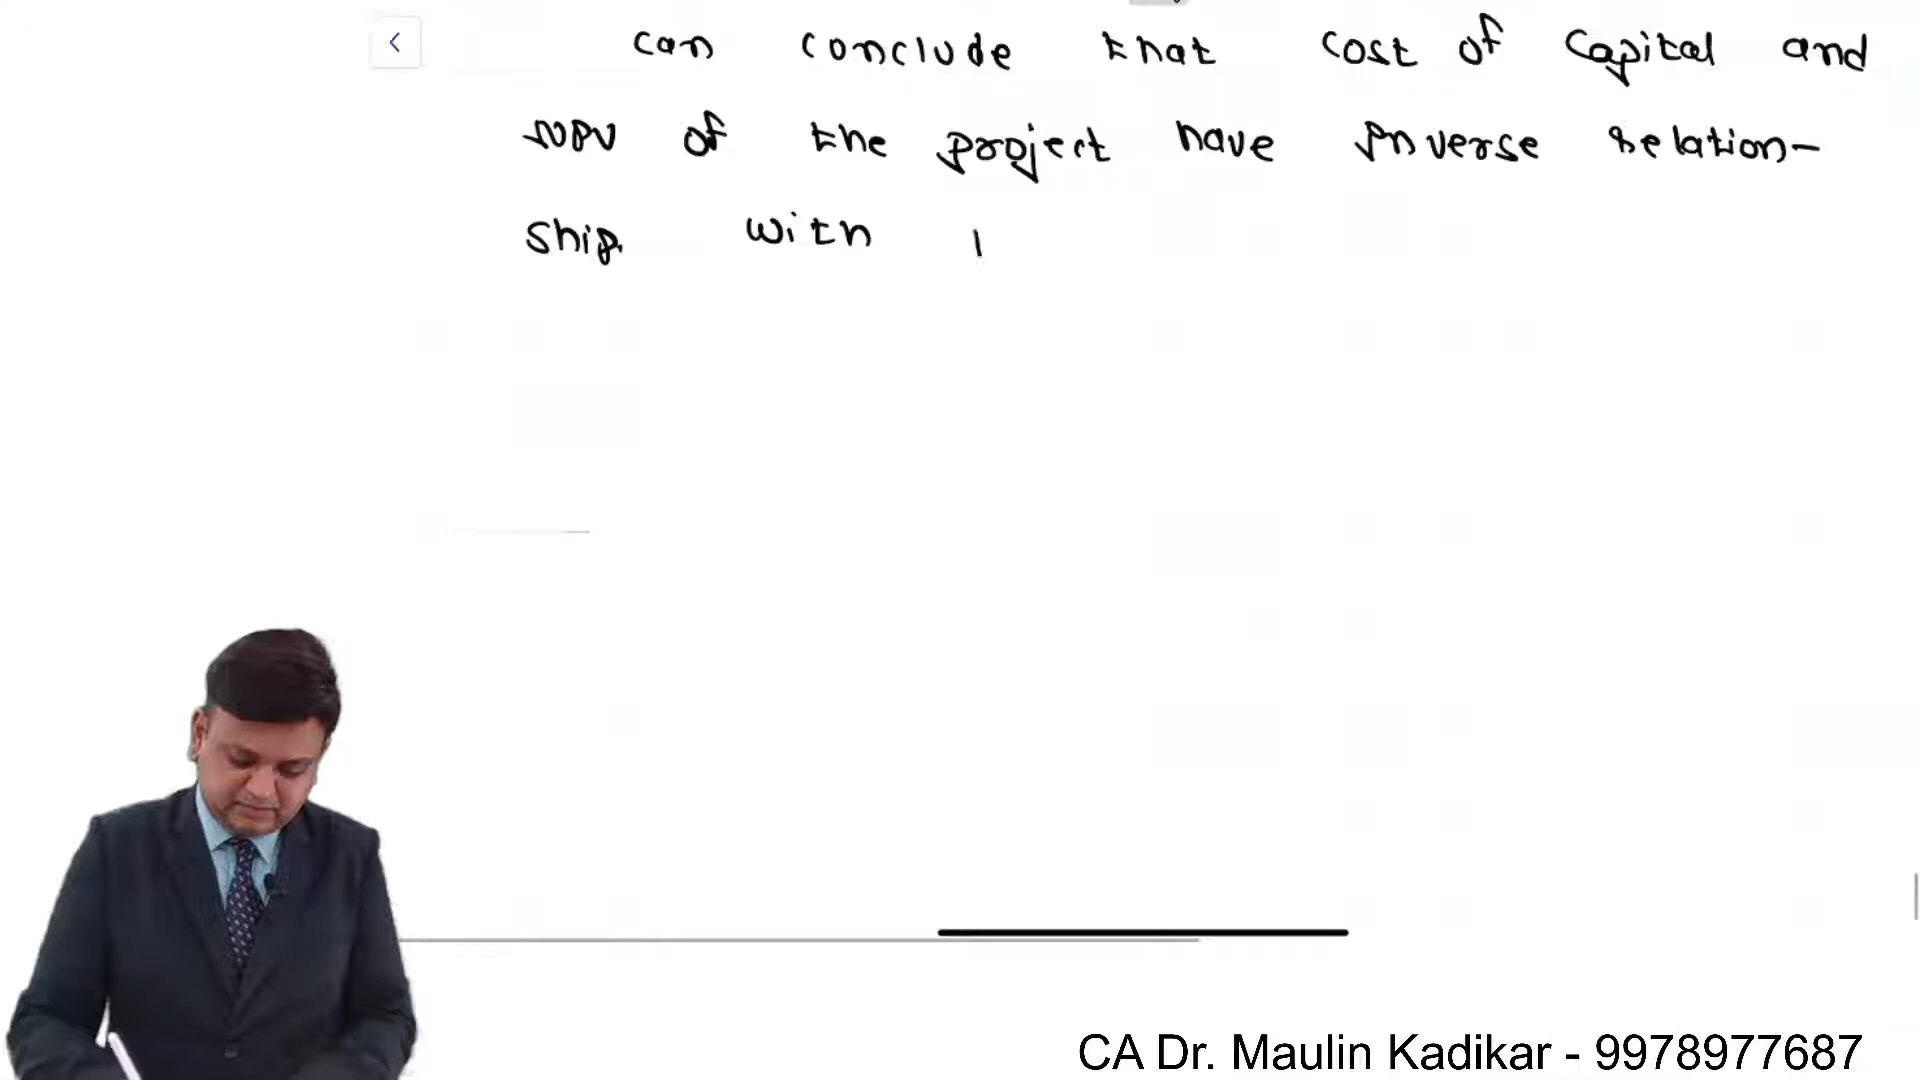 can conclude that cost of capital and
NPV of the project have inverse relation-
ship. with
CA Dr. Maulin Kadikar - 9978977687